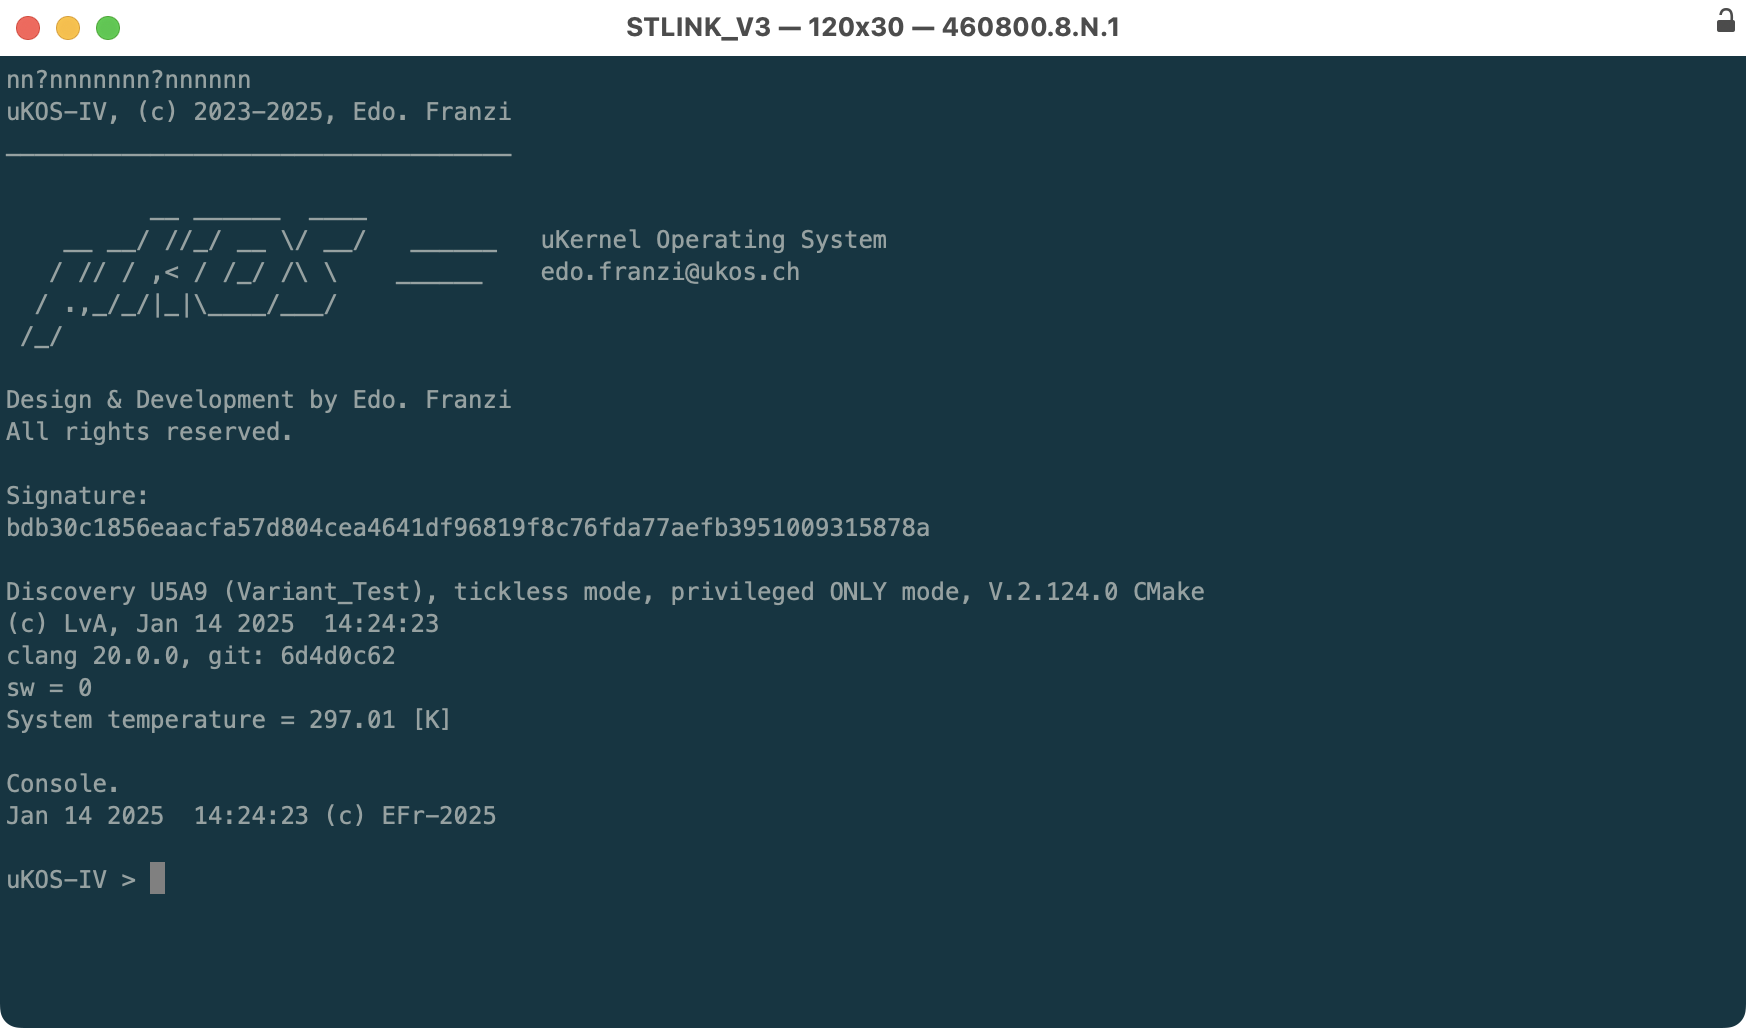 STLINK_V3 — 120x30 — 460800.8.N.1
nn?nnnnnnn?nnnnnn
uKOS-IV, (c) 2023-2025, Edo. Franzi
___________________________________
          __ ______  ____
    __ __/ //_/ __ \/ __/   ______   uKernel Operating System
   / // / ,< / /_/ /\ \    ______    edo.franzi@ukos.ch
  / .,_/_/|_|\____/___/
 /_/
Design & Development by Edo. Franzi
All rights reserved.
Signature:
bdb30c1856eaacfa57d804cea4641df96819f8c76fda77aefb3951009315878a
Discovery U5A9 (Variant_Test), tickless mode, privileged ONLY mode, V.2.124.0 CMake
(c) LvA, Jan 14 2025  14:24:23
clang 20.0.0, git: 6d4d0c62
sw = 0
System temperature = 297.01 [K]
Console.
Jan 14 2025  14:24:23 (c) EFr-2025
uKOS-IV >